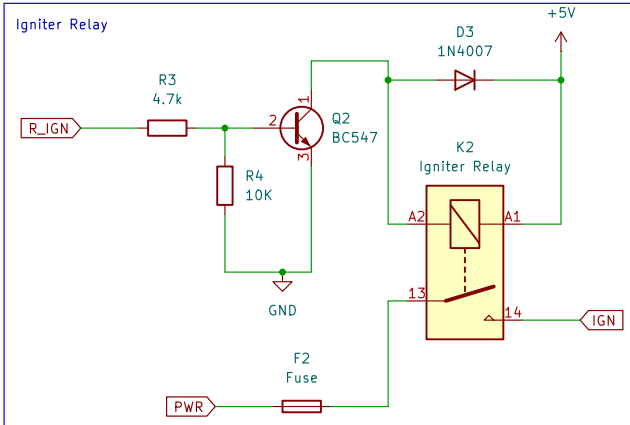 Igniter Relay
+5V
D3
1N4007
R3
4.7k
R_IGN
2
1
3
Q2
BC547
K2
Igniter Relay
R4
10K
A2
A1
GND
13
14
IGN
F2
Fuse
PWR